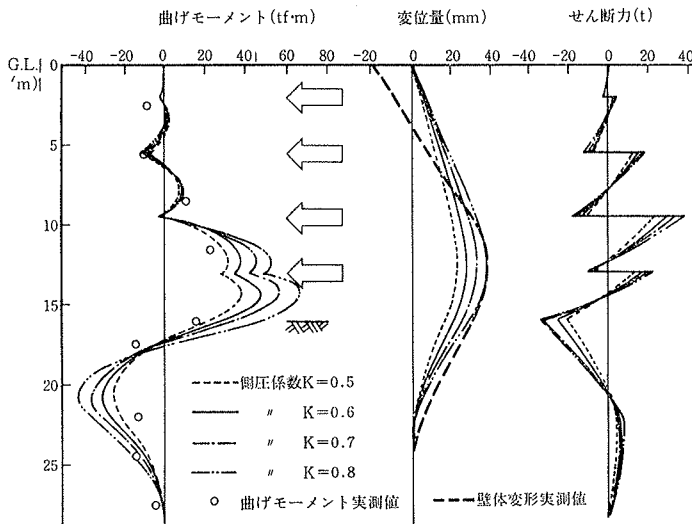 曲げモーメント(tf·m) 変位量(mm) せん断力(t)
G.L. -40 -20 0 20 40 60 80 -20 0 20 40 -40 -20 0 20 40
(m) 0
5
10
15
20
25
側圧係数K=0.5
〃 K=0.6
〃 K=0.7
〃 K=0.8
曲げモーメント実測値 壁体変形実測値